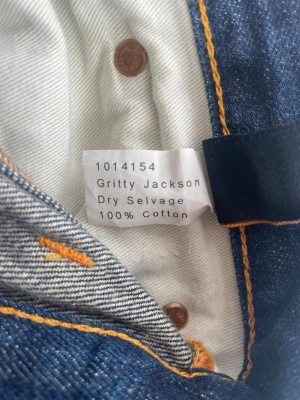 1014154
Gritty Jackson
Dry Selvage
100% Cotton